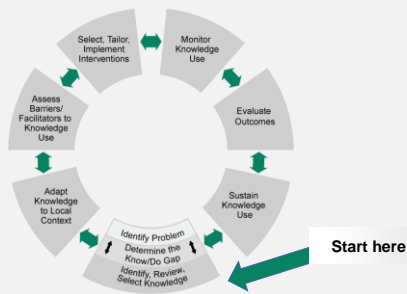 Select, Tailor,
Implement
Interventions
Monitor
Knowledge
Use
Assess
Barriers/
Facilitators to
Knowledge
Use
Evaluate
Outcomes
Adapt
Knowledge
to Local
Context
Sustain
Knowledge
Use
Identify Problem
Determine the
Know/Do Gap
Identify, Review,
Select Knowledge
Start here